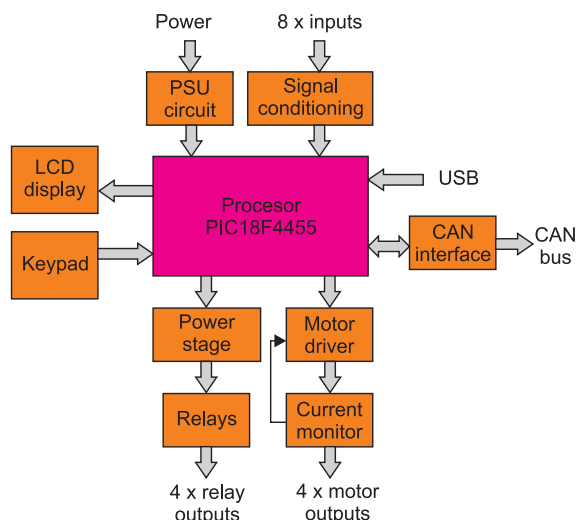 Power
8 x inputs
PSU
circuit
Signal
conditioning
LCD
display
Procesor
PIC18F4455
USB
Keypad
CAN
interface
CAN
bus
Power
stage
Motor
driver
Relays
Current
monitor
4 x relay
outputs
4 x motor
outputs